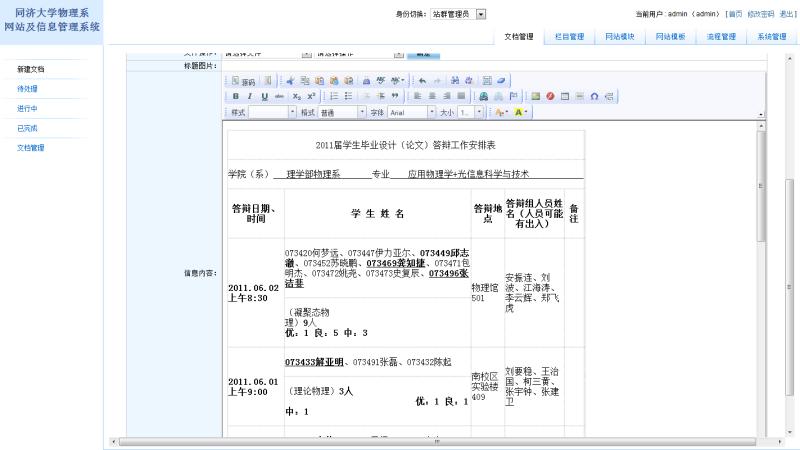 同济大学物理系
网站及信息管理系统
身份切换： 站群管理员
当前用户：admin（admin） [首页 修改密码 退出]
文档管理 栏目管理 网站模块 网站模板 流程管理 系统管理
新建文档
待处理
进行中
已完成
文档管理
标题图片：
源码
样式 格式 普通 字体 Arial 大小
信息内容：
2011届学生毕业设计（论文）答辩工作安排表
学院（系） 理学部物理系 专业 应用物理学+光信息科学与技术
答辩日期、时间 学 生 姓 名 答辩地点 答辩组人员姓名（人员可能有出入） 备注
2011.06.02
上午8:30
073420何梦远、073447伊力亚尔、073449邱志
澈、073452苏晓鹏、073469龚知捷、073471包
明杰、073472姚尧、073473史复辰、073496张
洁菲
（凝聚态物
理）9人
优：1 良：5 中：3
物理馆
501
安振连、刘
波、江海涛、
李云辉、郑飞
虎
2011.06.01
上午9:00
073433解亚明、073491张磊、073432陈起
（理论物理）3人
优：1 良：1
中：1
南校区
实验楼
409
刘要稳、王治
国、柯三黄、
张宇钟、张建
卫